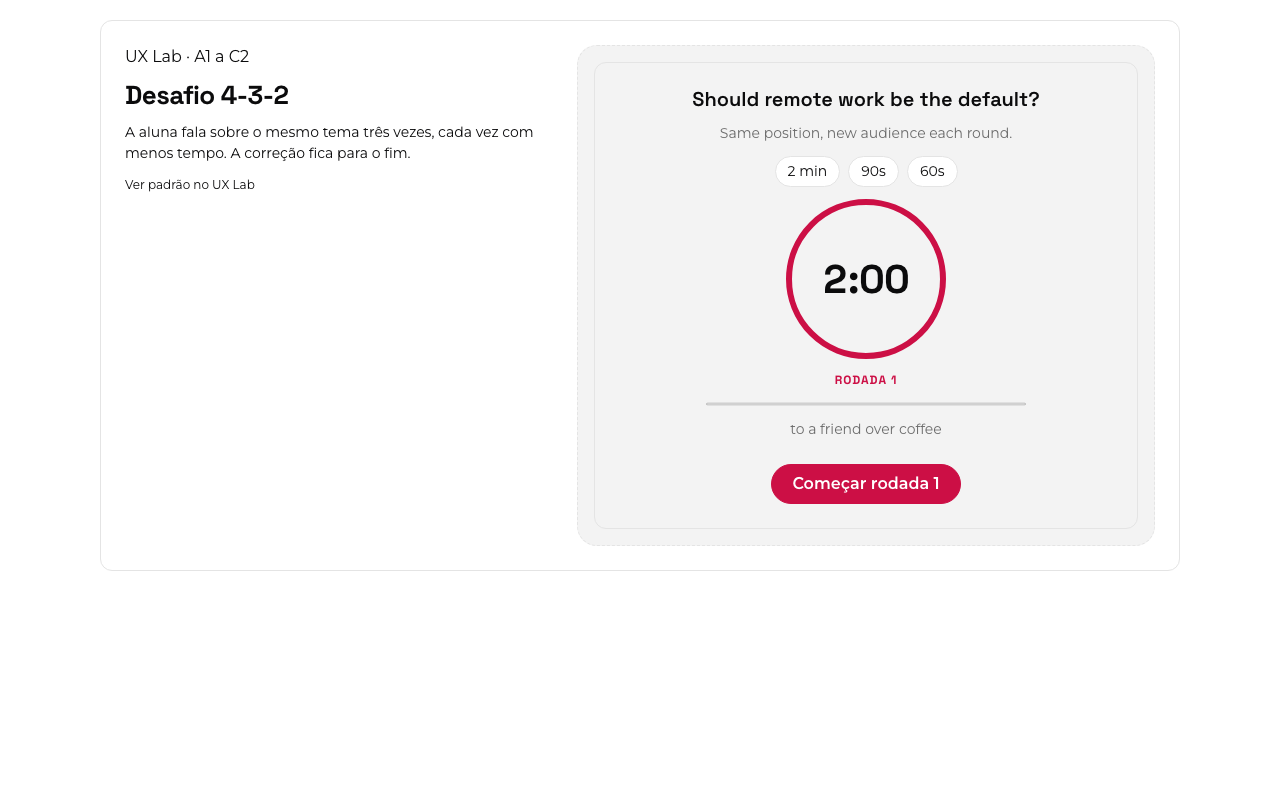 UX Lab · A1 a C2
Desafio 4-3-2
A aluna fala sobre o mesmo tema três vezes, cada vez com
menos tempo. A correção fica para o fim.
Ver padrão no UX Lab
Should remote work be the default?
Same position, new audience each round.
2 min 90s 60s
2:00
RODADA 1
to a friend over coffee
Começar rodada 1